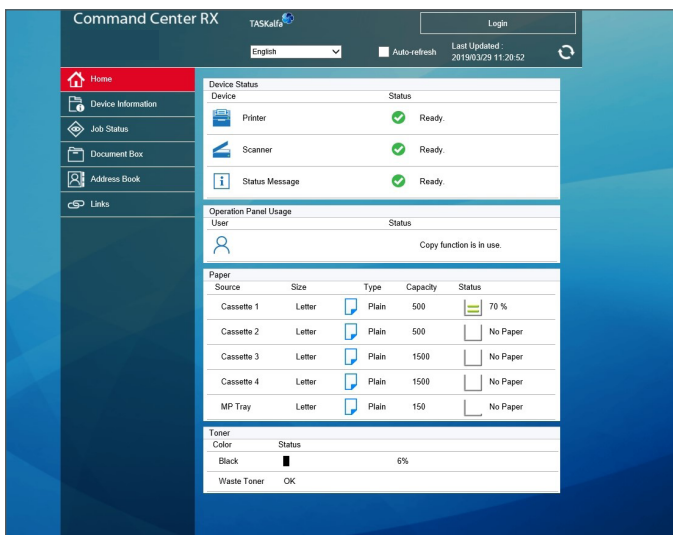 Command Center RX TASKalfa Login
English Auto-refresh Last Updated :
2019/03/29 11:20:52
Home
Device Information
Job Status
Document Box
Address Book
Links
Device Status
Device Status
Printer Ready.
Scanner Ready.
Status Message Ready.
Operation Panel Usage
User Status
Copy function is in use.
Paper
Source Size Type Capacity Status
Cassette 1 Letter Plain 500 70 %
Cassette 2 Letter Plain 500 No Paper
Cassette 3 Letter Plain 1500 No Paper
Cassette 4 Letter Plain 1500 No Paper
MP Tray Letter Plain 150 No Paper
Toner
Color Status
Black 6%
Waste Toner OK